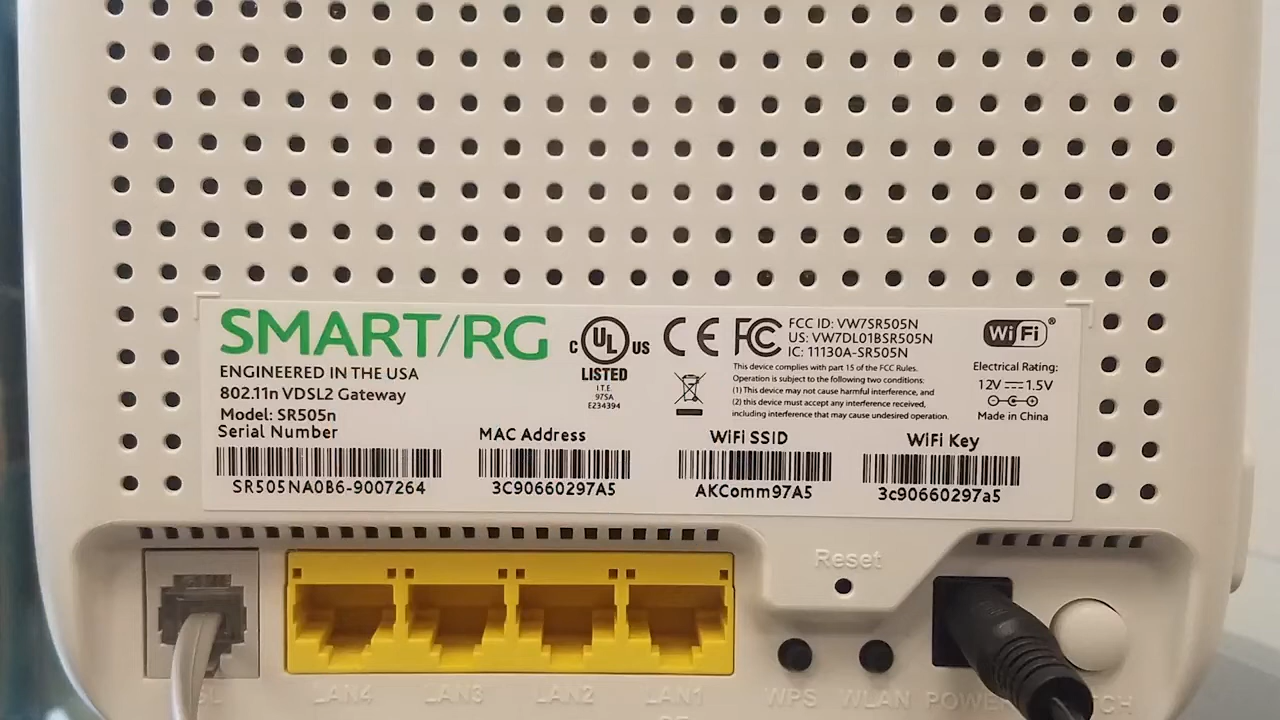 SMART/RG
ENGINEERED IN THE USA
802.11n VDSL2 Gateway
Model: SR505n
Serial Number
SR505NA0B6-9007264
C UL US
LISTED
I.T.E.
975A
E234394
CE FC
FCC ID: VW7SR505N
US: VW7DL01BSR505N
IC: 11130A-SR505N
This device complies with part 15 of the FCC Rules.
Operation is subject to the following two conditions:
(1) This device may not cause harmful interference, and
(2) this device must accept any interference received,
including interference that may cause undesired operation.
WiFi®
Electrical Rating:
12V 1.5V
Made in China
MAC Address
3C90660297A5
WiFi SSID
AKComm97A5
WiFi Key
3c90660297a5
Reset
LAN4 LAN3 LAN2 LAN1 WPS WLAN POWER